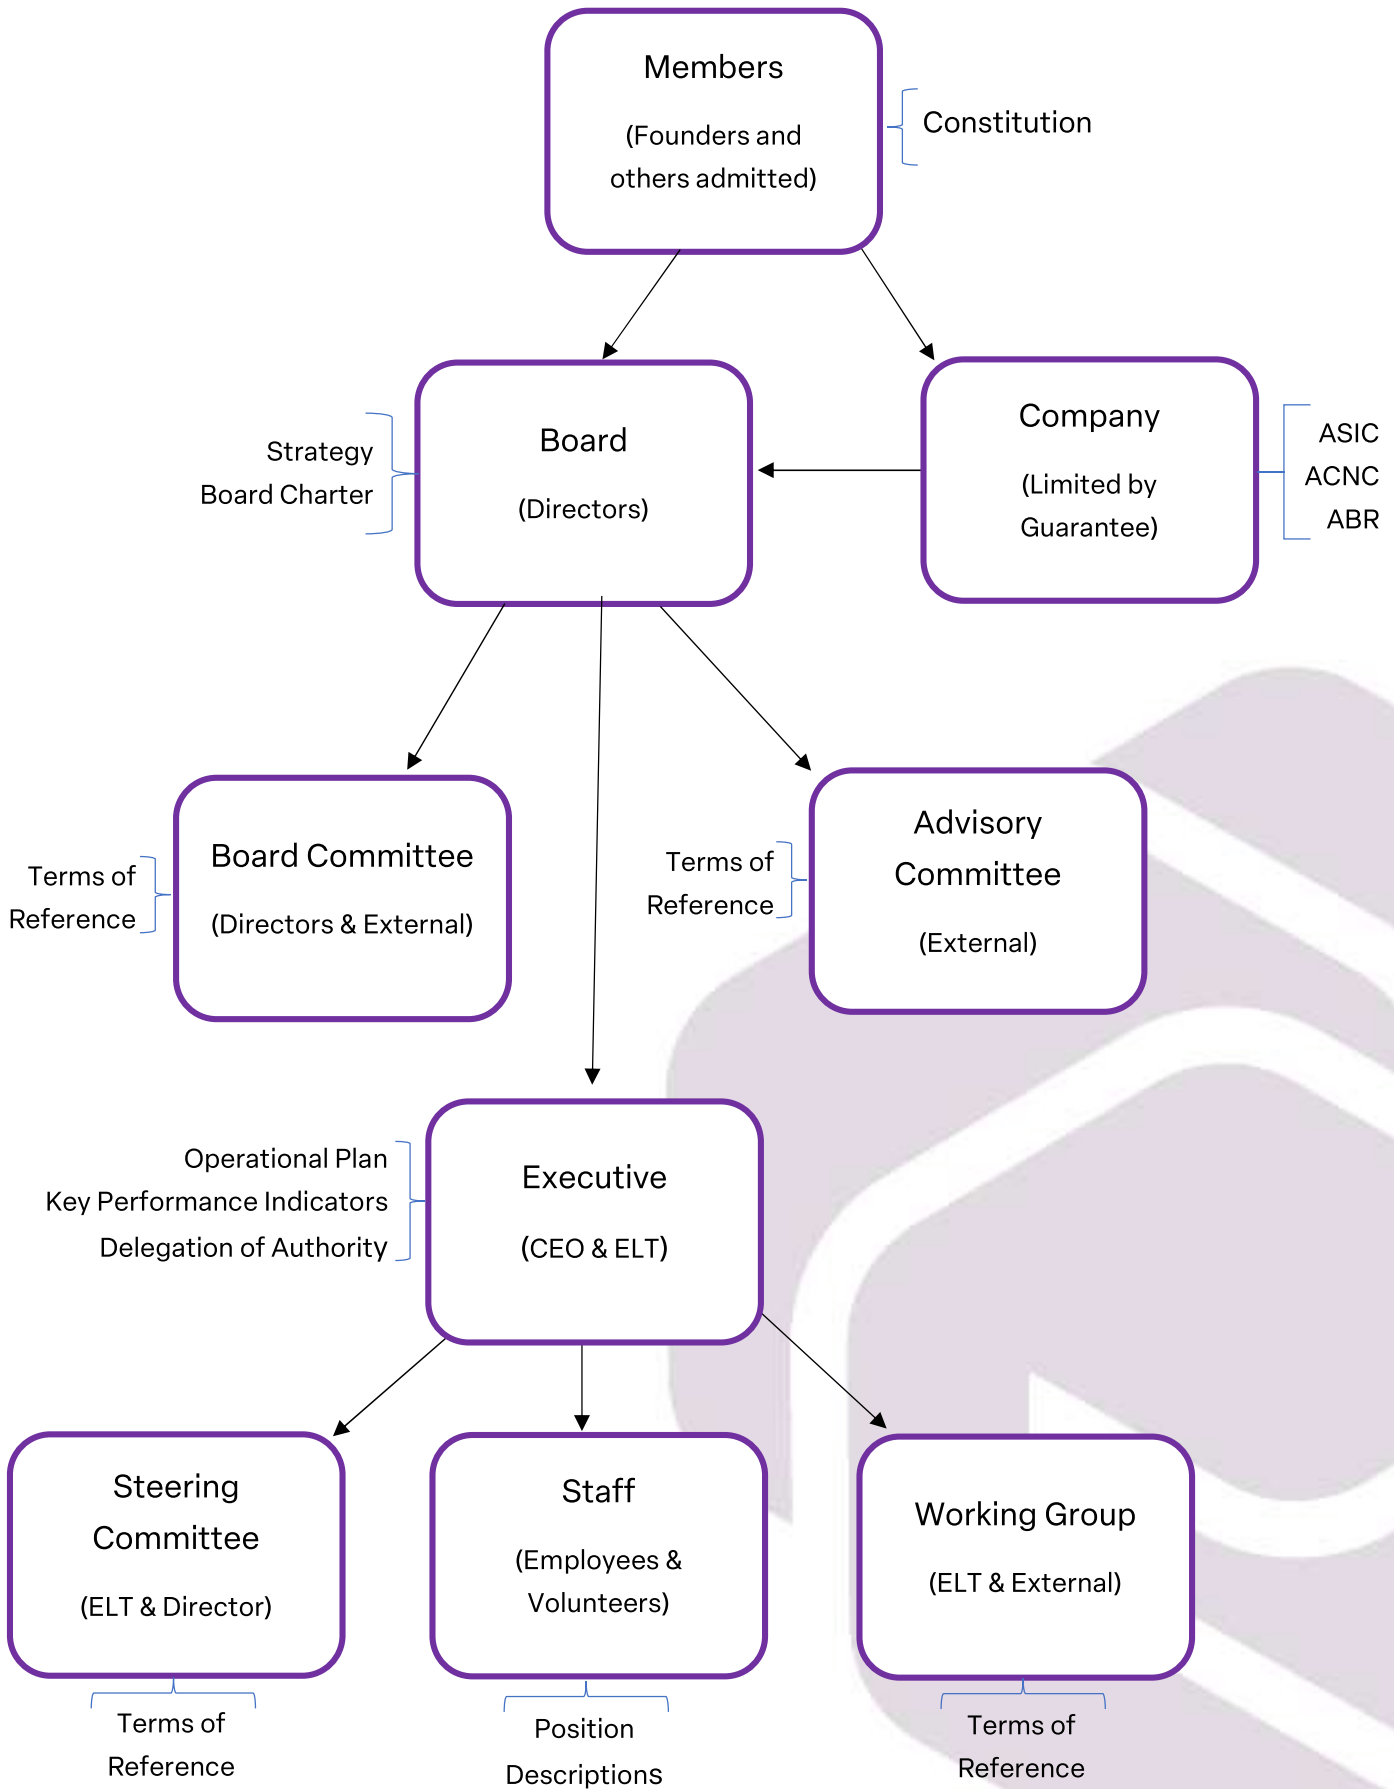 Members
(Founders and
others admitted)
Constitution
Strategy
Board Charter
Board
(Directors)
Company
(Limited by
Guarantee)
ASIC
ACNC
ABR
Terms of
Reference
Board Committee
(Directors & External)
Terms of
Reference
Advisory
Committee
(External)
Operational Plan
Key Performance Indicators
Delegation of Authority
Executive
(CEO & ELT)
Steering
Committee
(ELT & Director)
Staff
(Employees &
Volunteers)
Working Group
(ELT & External)
Terms of
Reference
Position
Descriptions
Terms of
Reference